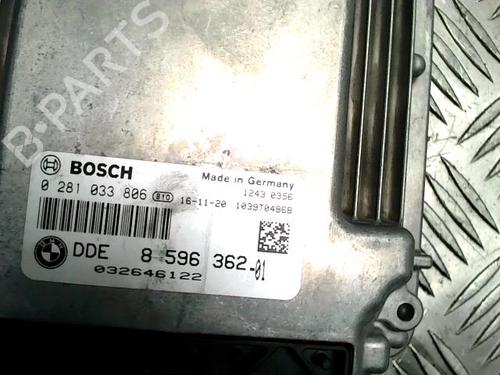 B-PARTS
BOSCH
Made in Germany
0 281 033 806
1243 0356
16-11-20 1039T04868
DDE 8 596 362-01
032646122